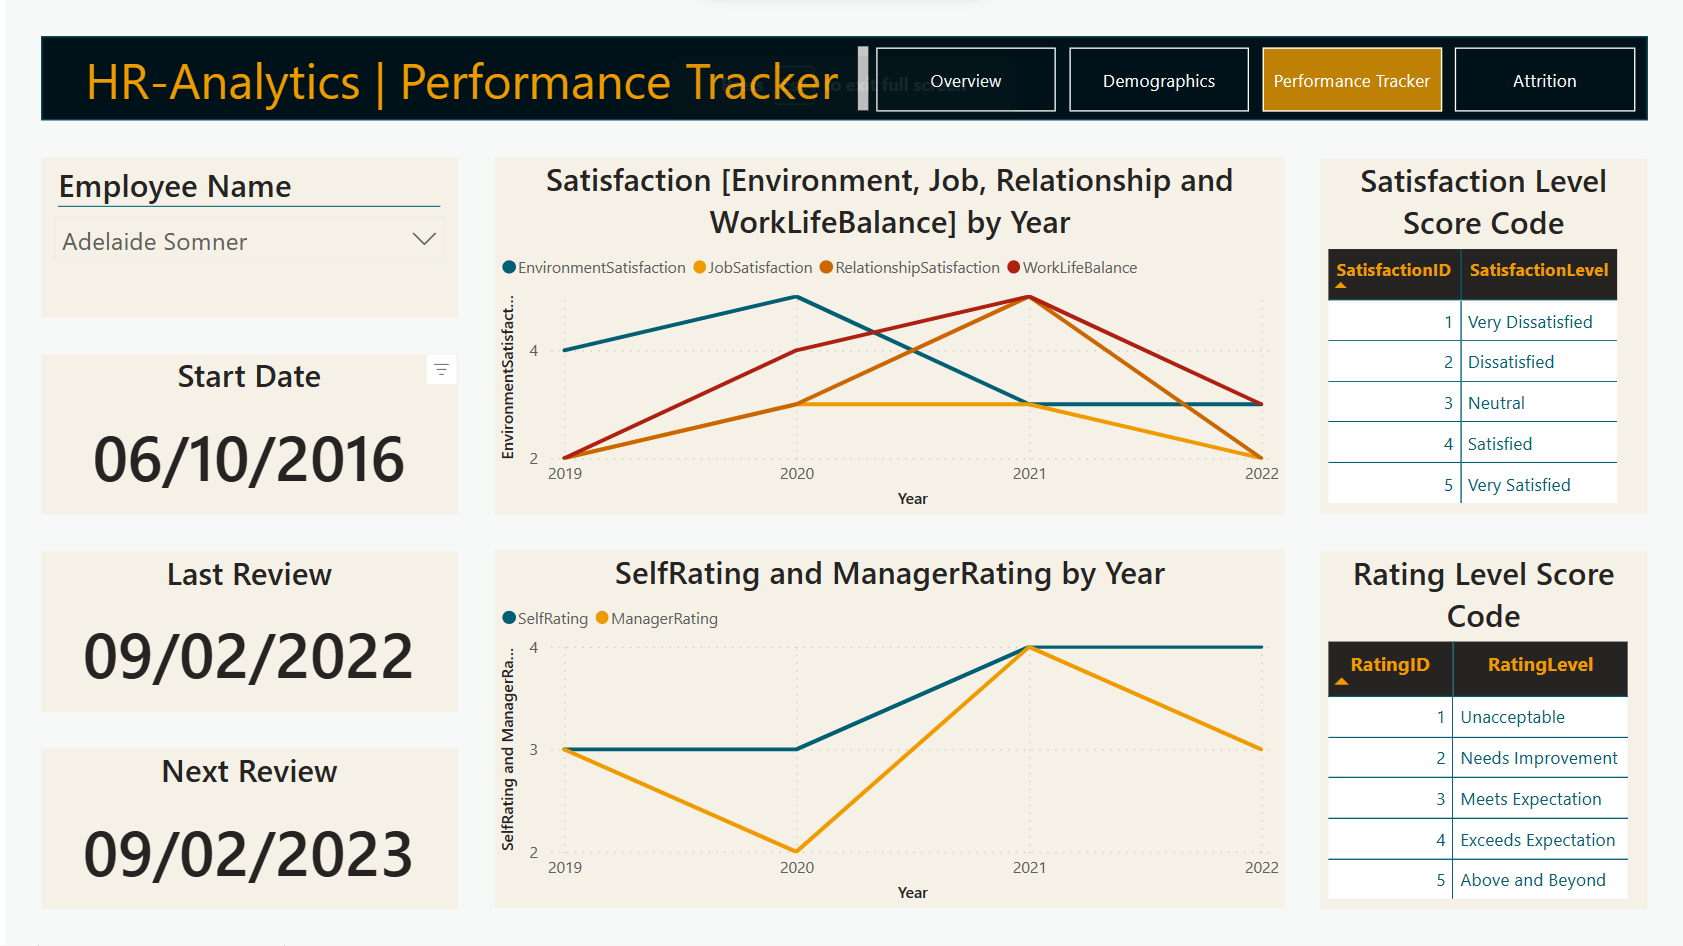 HR-Analytics | Performance Tracker
Overview
Demographics
Performance Tracker
Attrition
Employee Name
Adelaide Somner
Start Date
06/10/2016
Last Review
09/02/2022
Next Review
09/02/2023
Satisfaction [Environment, Job, Relationship and
WorkLifeBalance] by Year
EnvironmentSatisfaction JobSatisfaction RelationshipSatisfaction WorkLifeBalance
EnvironmentSatisfact...
4
2
2019 2020 2021 2022
Year
SelfRating and ManagerRating by Year
SelfRating ManagerRating
SelfRating and ManagerRa...
4
3
2
2019 2020 2021 2022
Year
Satisfaction Level
Score Code
SatisfactionID SatisfactionLevel
1 Very Dissatisfied
2 Dissatisfied
3 Neutral
4 Satisfied
5 Very Satisfied
Rating Level Score
Code
RatingID RatingLevel
1 Unacceptable
2 Needs Improvement
3 Meets Expectation
4 Exceeds Expectation
5 Above and Beyond